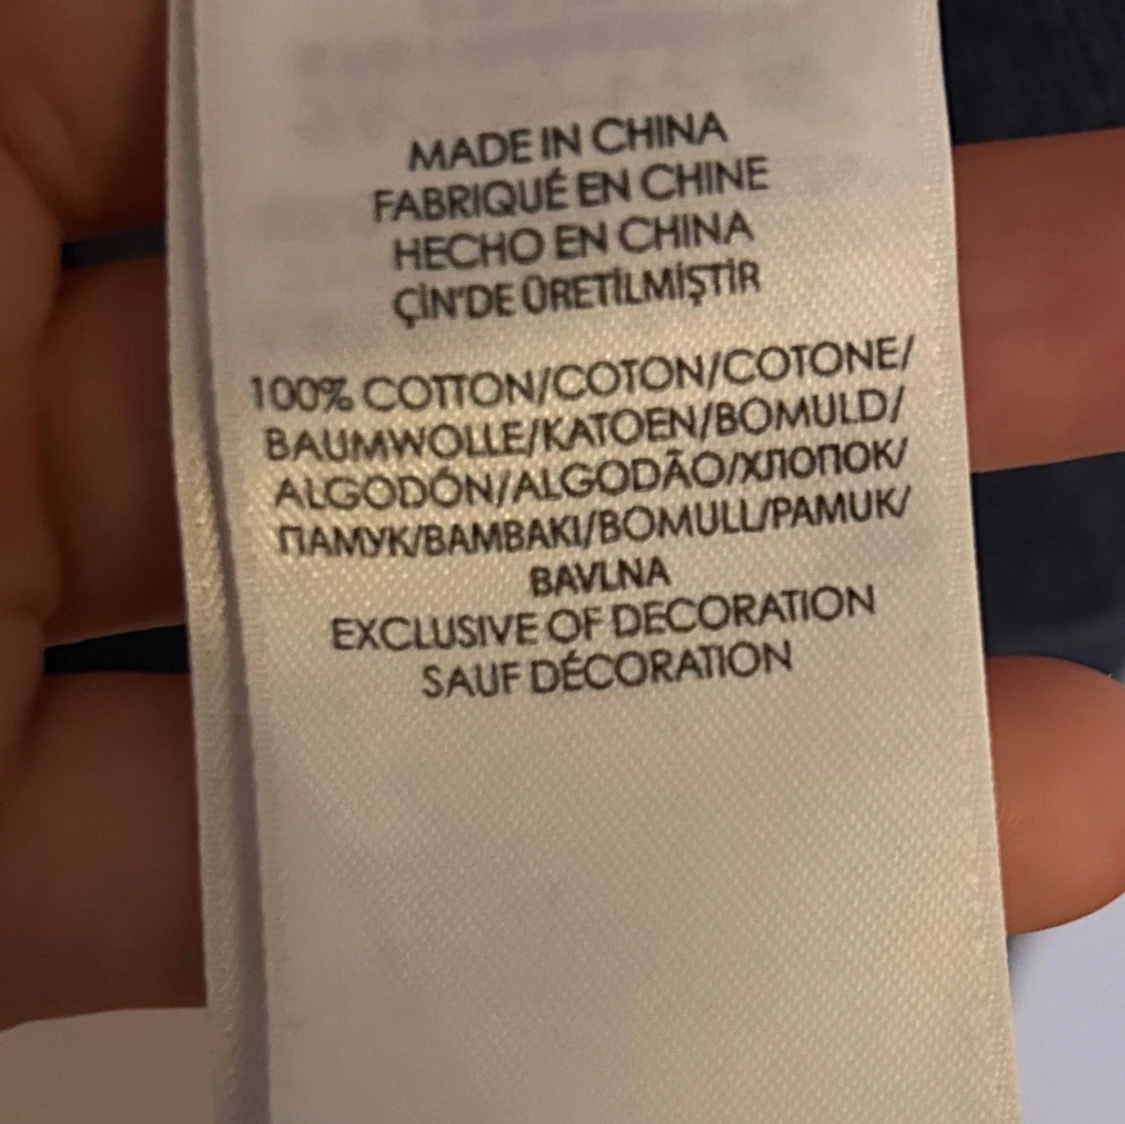 MADE IN CHINA
FABRIQUÉ EN CHINE
HECHO EN CHINA
ÇİN'DE ÜRETİLMİŞTİR
100% COTTON/COTON/COTONE/
BAUMWOLLE/KATOEN/BOMULD/
ALGODÓN/ALGODÃO/ХЛОПОК/
ПАМУК/BAMBAKI/BOMULL/PAMUK/
BAVLNA
EXCLUSIVE OF DECORATION
SAUF DÉCORATION